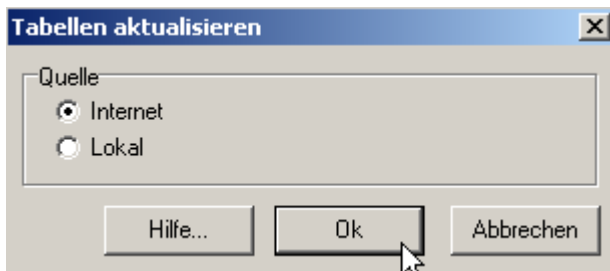 Tabellen aktualisieren
Quelle
Internet
Lokal
Hilfe... Ok Abbrechen